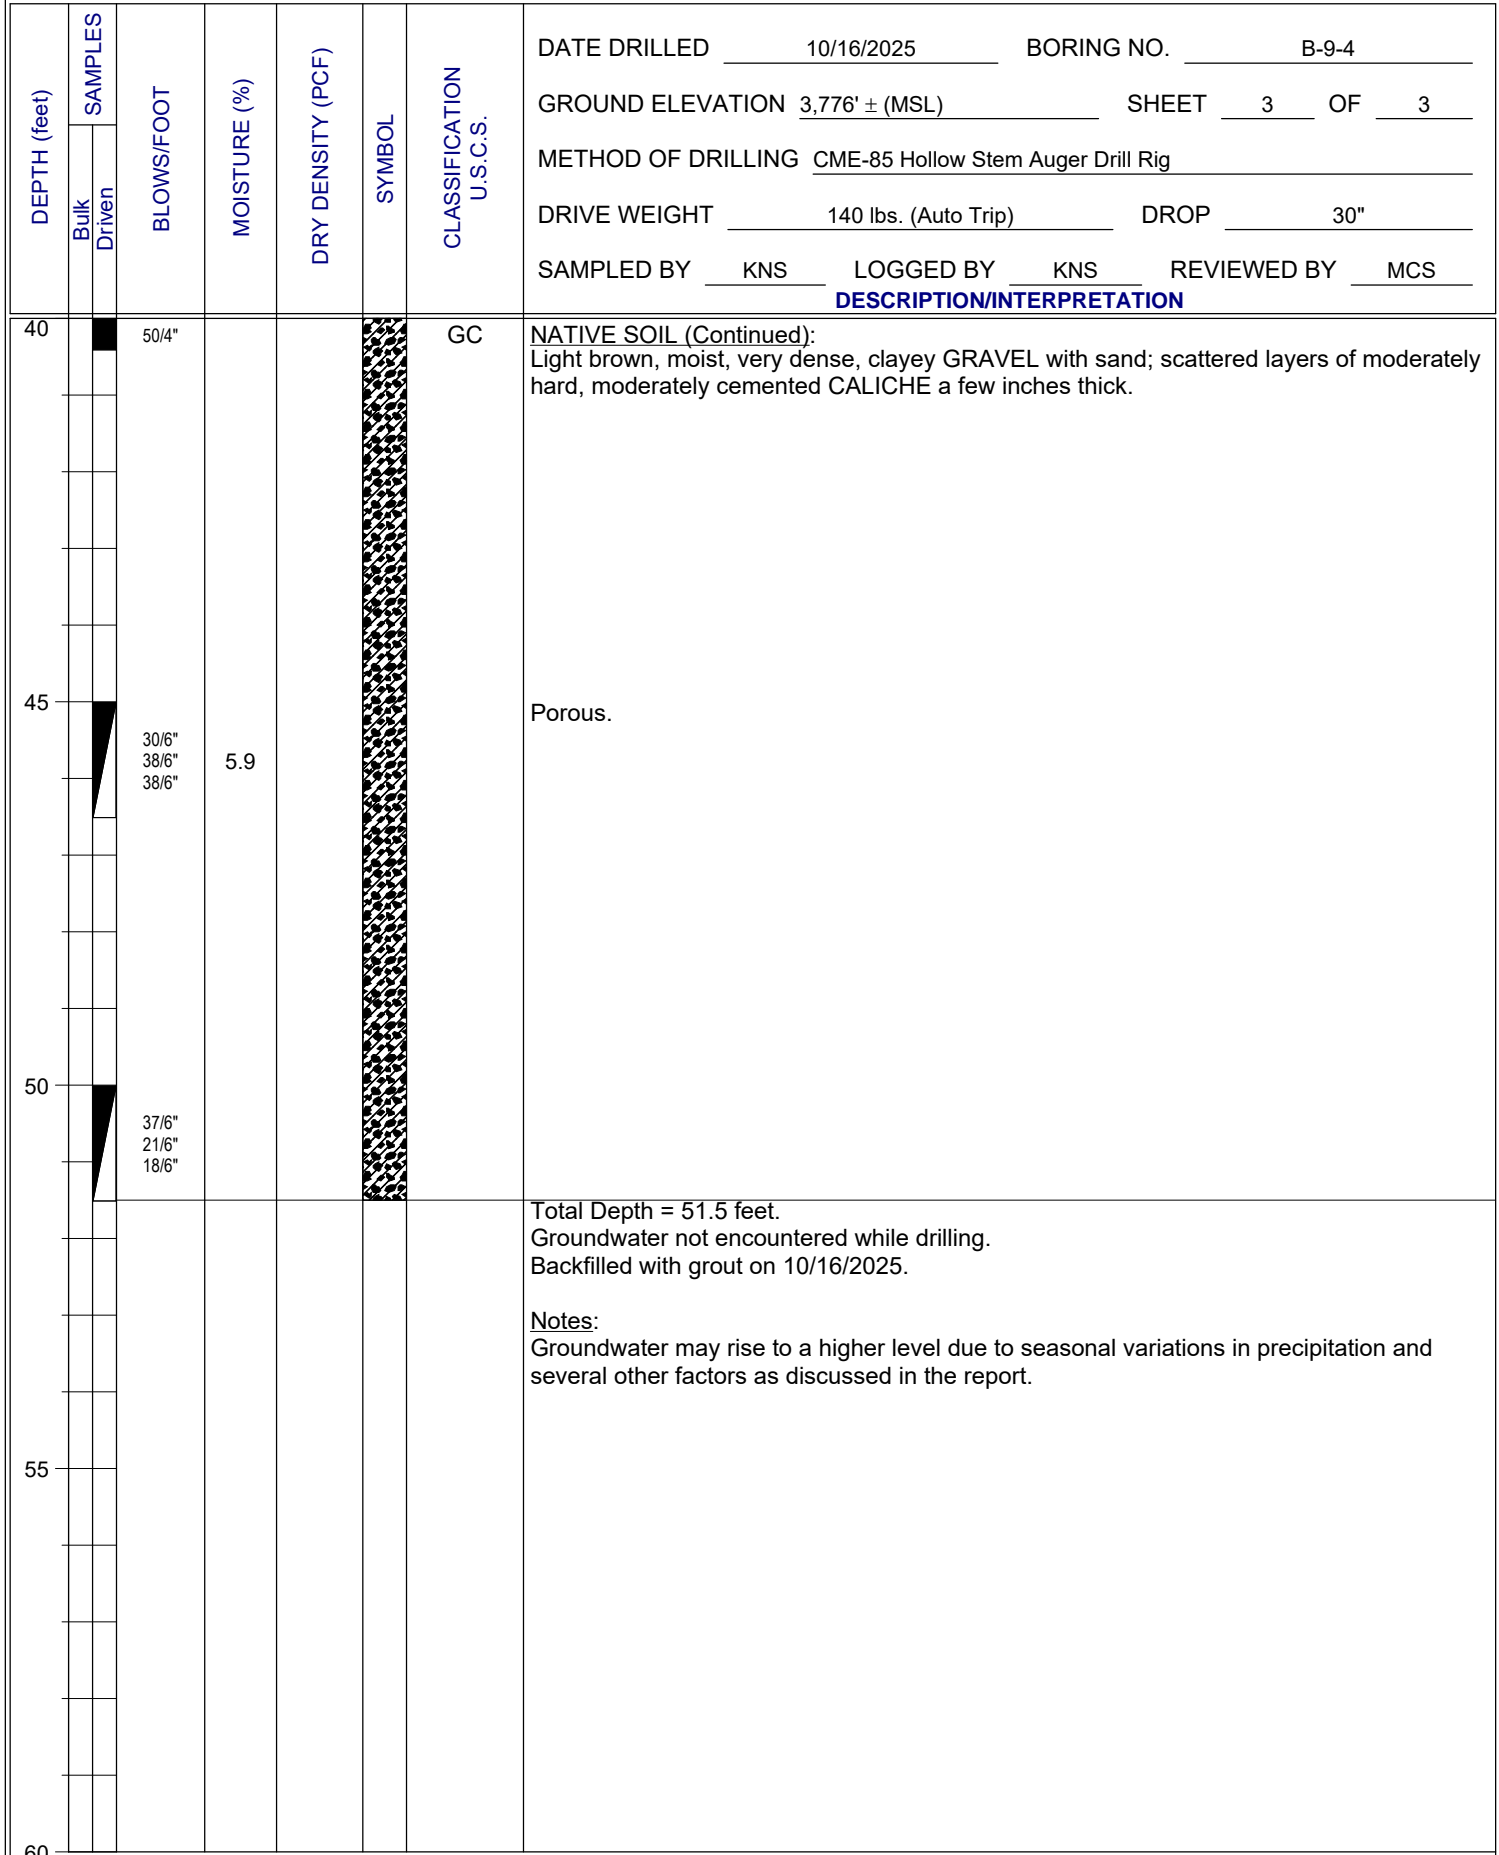 DEPTH (feet)
SAMPLES
Bulk
Driven
BLOWS/FOOT
MOISTURE (%)
DRY DENSITY (PCF)
SYMBOL
CLASSIFICATION
U.S.C.S.
DATE DRILLED 10/16/2025 BORING NO. B-9-4
GROUND ELEVATION 3,776' ± (MSL) SHEET 3 OF 3
METHOD OF DRILLING CME-85 Hollow Stem Auger Drill Rig
DRIVE WEIGHT 140 lbs. (Auto Trip) DROP 30"
SAMPLED BY KNS LOGGED BY KNS REVIEWED BY MCS
DESCRIPTION/INTERPRETATION
40 50/4" GC NATIVE SOIL (Continued):
Light brown, moist, very dense, clayey GRAVEL with sand; scattered layers of moderately
hard, moderately cemented CALICHE a few inches thick.
45 Porous.
30/6"
38/6" 5.9
38/6"
50
37/6"
21/6"
18/6"
Total Depth = 51.5 feet.
Groundwater not encountered while drilling.
Backfilled with grout on 10/16/2025.
Notes:
Groundwater may rise to a higher level due to seasonal variations in precipitation and
several other factors as discussed in the report.
55
60